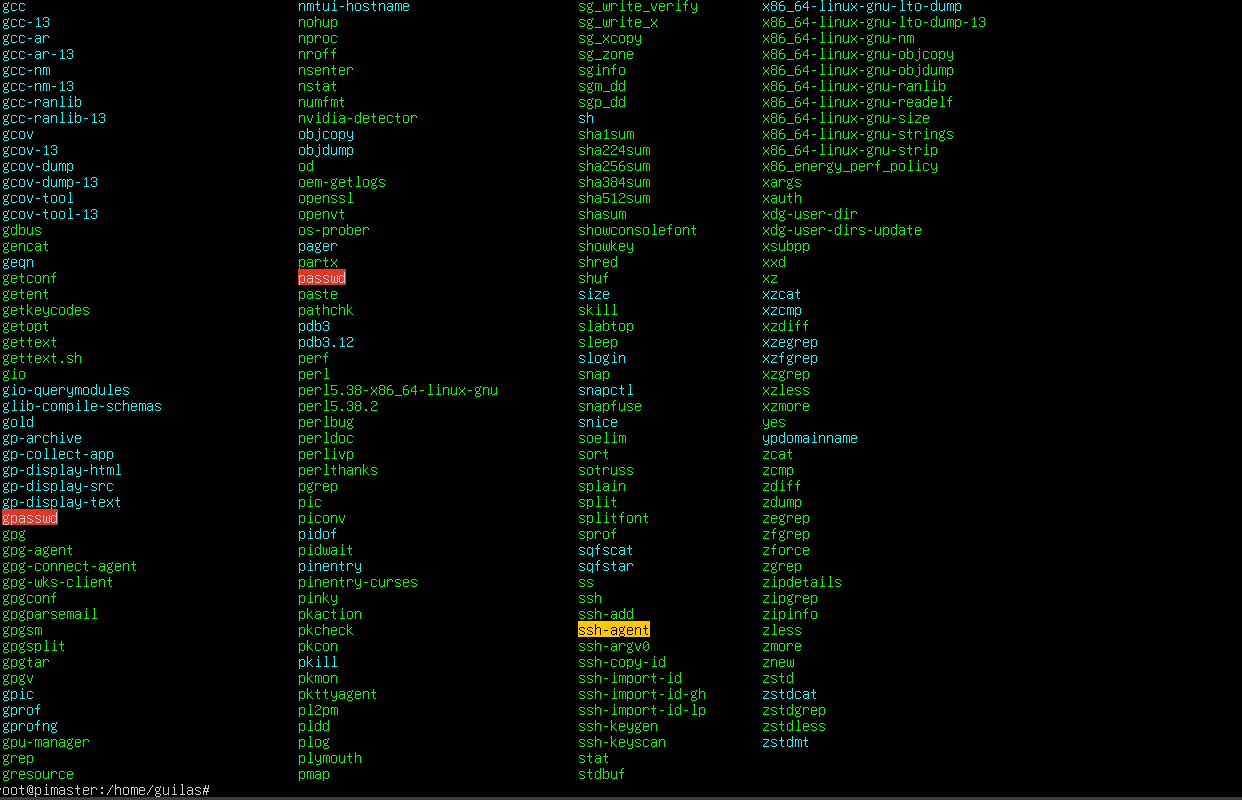 gcc nmtui-hostname sg_write_verify x86_64-linux-gnu-lto-dump
gcc-13 nohup sg_write_x x86_64-linux-gnu-lto-dump-13
gcc-ar nproc sg_xcopy x86_64-linux-gnu-nm
gcc-ar-13 nroff sg_zone x86_64-linux-gnu-objcopy
gcc-nm nsenter sginfo x86_64-linux-gnu-objdump
gcc-nm-13 nstat sgm_dd x86_64-linux-gnu-ranlib
gcc-ranlib numfmt sgp_dd x86_64-linux-gnu-readelf
gcc-ranlib-13 nvidia-detector sh x86_64-linux-gnu-size
gcov objcopy sha1sum x86_64-linux-gnu-strings
gcov-13 objdump sha224sum x86_64-linux-gnu-strip
gcov-dump od sha256sum x86_energy_perf_policy
gcov-dump-13 oem-getlogs sha384sum xargs
gcov-tool openssl sha512sum xauth
gcov-tool-13 openvt shasum xdg-user-dir
gdbus os-prober showconsolefont xdg-user-dirs-update
gencat pager showkey xsubpp
geqn partx shred xxd
getconf passwd shuf xz
getent paste size xzcat
getkeycodes pathchk skill xzcmp
getopt pdb3 slabtop xzdiff
gettext pdb3.12 sleep xzegrep
gettext.sh perf slogin xzfgrep
gio perl snap xzgrep
gio-querymodules perl5.38-x86_64-linux-gnu snapctl xzless
glib-compile-schemas perl5.38.2 snapfuse xzmore
gold perlbug snice yes
gp-archive perldoc soelim ypdomainname
gp-collect-app perlivp sort zcat
gp-display-html perlthanks sotruss zcmp
gp-display-src pgrep splain zdiff
gp-display-text pic split zdump
gpasswd piconv splitfont zegrep
gpg pidof sprof zfgrep
gpg-agent pidwait sqfscat zforce
gpg-connect-agent pinentry sqfstar zgrep
gpg-wks-client pinentry-curses ss zipdetails
gpgconf pinky ssh zipgrep
gpgparsemail pkaction ssh-add zipinfo
gpgsm pkcheck ssh-agent zless
gpgsplit pkcon ssh-argv0 zmore
gpgtar pkill ssh-copy-id znew
gpgv pkmon ssh-import-id zstd
gpic pkttyagent ssh-import-id-gh zstdcat
gprof pl2pm ssh-import-id-lp zstdgrep
gprofng pldd ssh-keygen zstdless
gpu-manager plog ssh-keyscan zstdmt
grep plymouth stat
gresource pmap stdbuf
root@pimaster:/home/guilas#